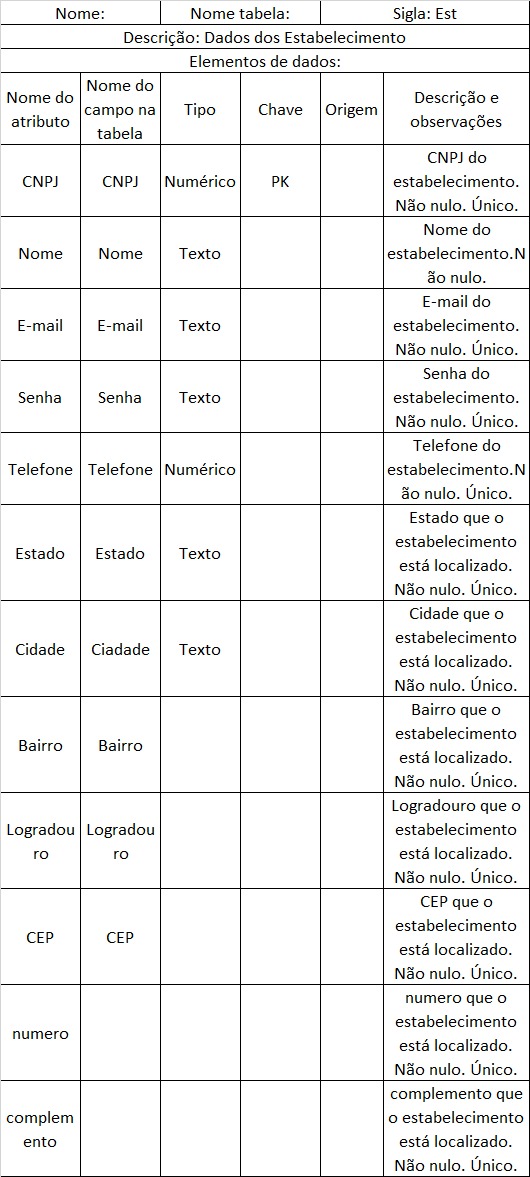 Nome: Nome tabela: Sigla: Est
Descrição: Dados dos Estabelecimento
Elementos de dados:
Nome do atributo Nome do campo na tabela Tipo Chave Origem Descrição e observações
CNPJ CNPJ Numérico PK CNPJ do estabelecimento. Não nulo. Único.
Nome Nome Texto Nome do estabelecimento.Não nulo.
E-mail E-mail Texto E-mail do estabelecimento. Não nulo. Único.
Senha Senha Texto Senha do estabelecimento. Não nulo. Único.
Telefone Telefone Numérico Telefone do estabelecimento.Não nulo. Único.
Estado Estado Texto Estado que o estabelecimento está localizado. Não nulo. Único.
Cidade Ciadade Texto Cidade que o estabelecimento está localizado. Não nulo. Único.
Bairro Bairro Bairro que o estabelecimento está localizado. Não nulo. Único.
Logradouro Logradouro Logradouro que o estabelecimento está localizado. Não nulo. Único.
CEP CEP CEP que o estabelecimento está localizado. Não nulo. Único.
numero numero que o estabelecimento está localizado. Não nulo. Único.
complemento complemento que o estabelecimento está localizado. Não nulo. Único.